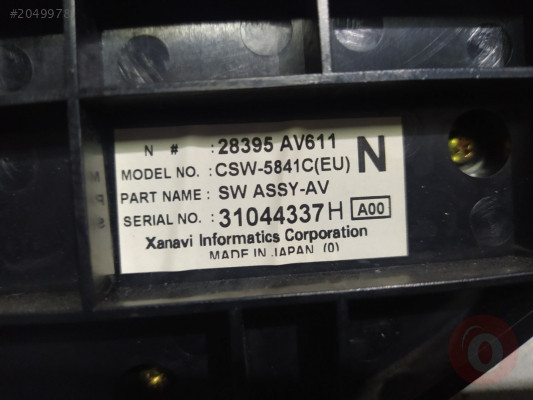 #2049978
N # : 28395 AV611 N
MODEL NO. : CSW-5841C(EU)
PART NAME : SW ASSY-AV
SERIAL NO. : 31044337H A00
Xanavi Informatics Corporation
MADE IN JAPAN (0)